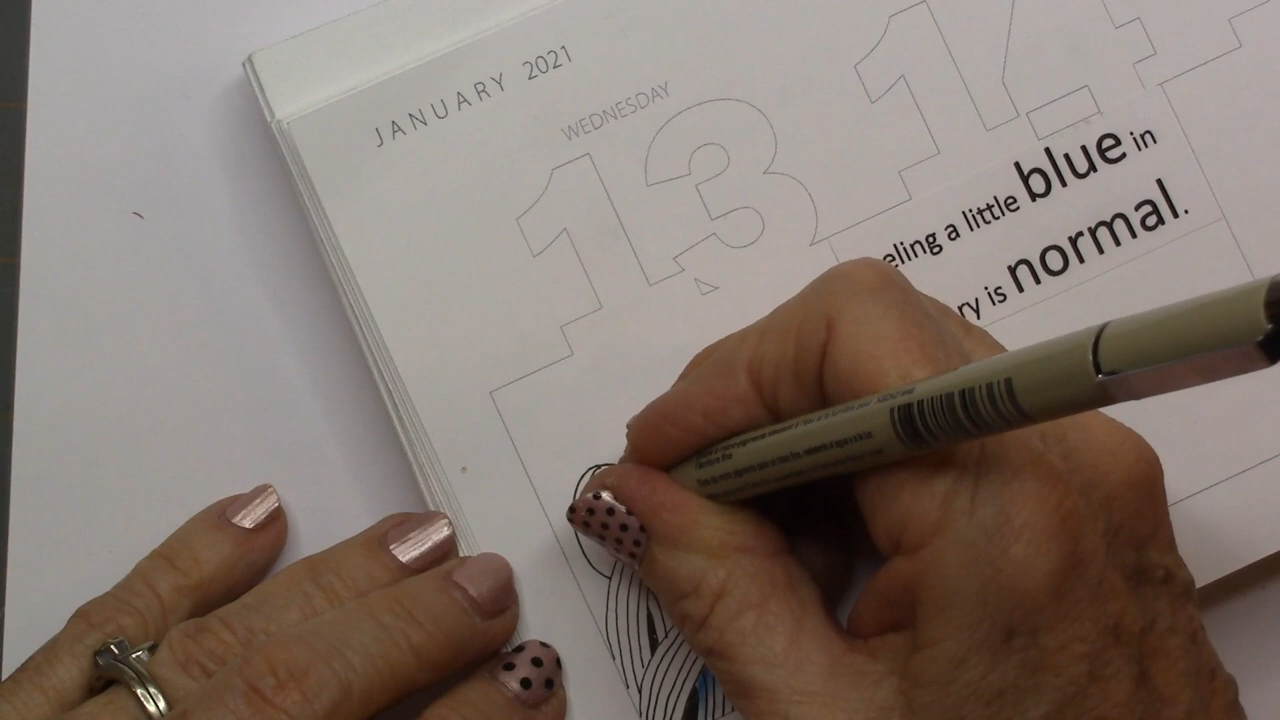 JANUARY 2021
WEDNESDAY
13
14
eling a little blue in
ry is normal.